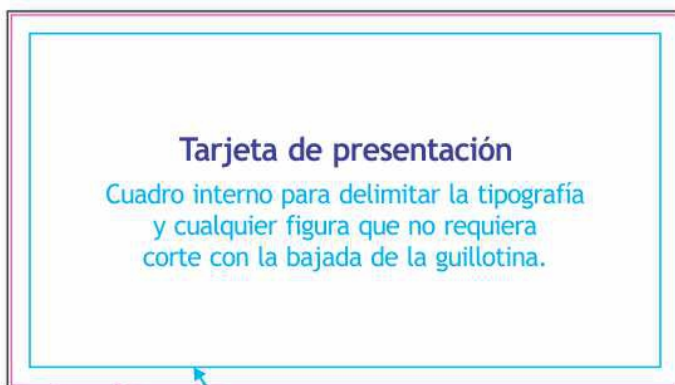 Tarjeta de presentación
Cuadro interno para delimitar la tipografía
y cualquier figura que no requiera
corte con la bajada de la guillotina.